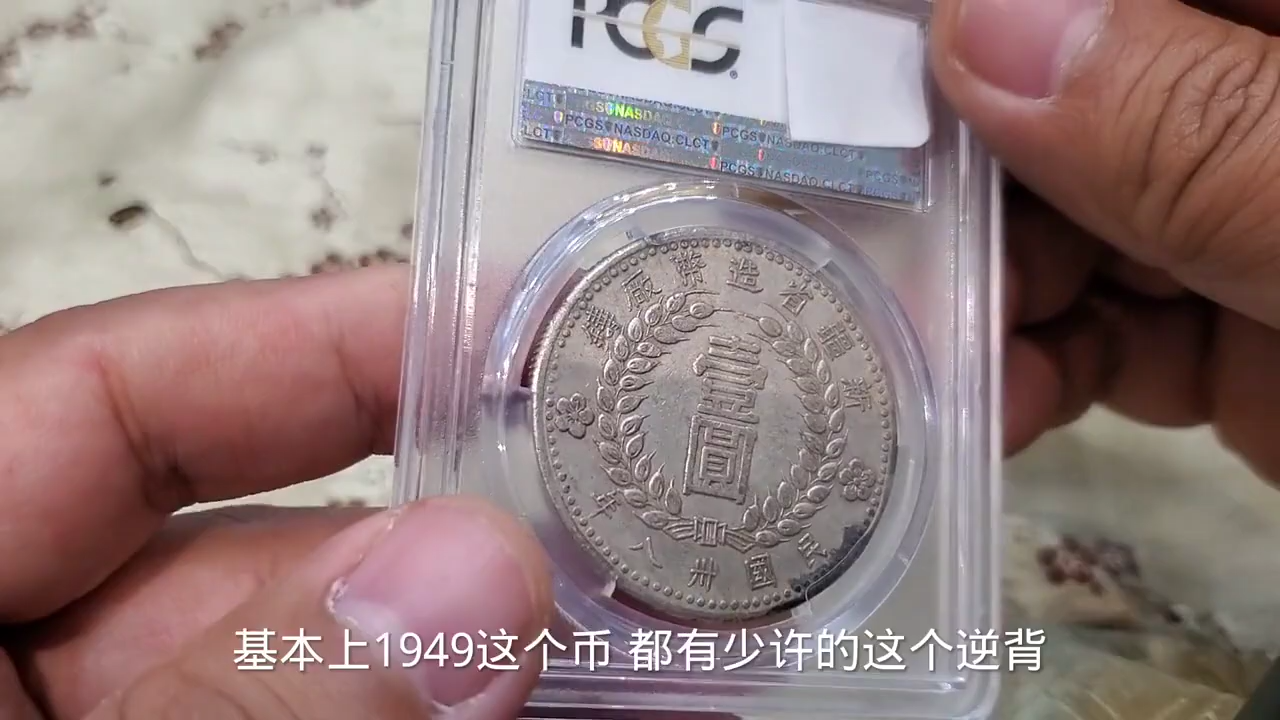 PCGS®
PCGS NASDAQ:CLCT
新疆省造幣廠鑄
壹圓
民國卅八年
基本上1949这个币 都有少许的这个逆背